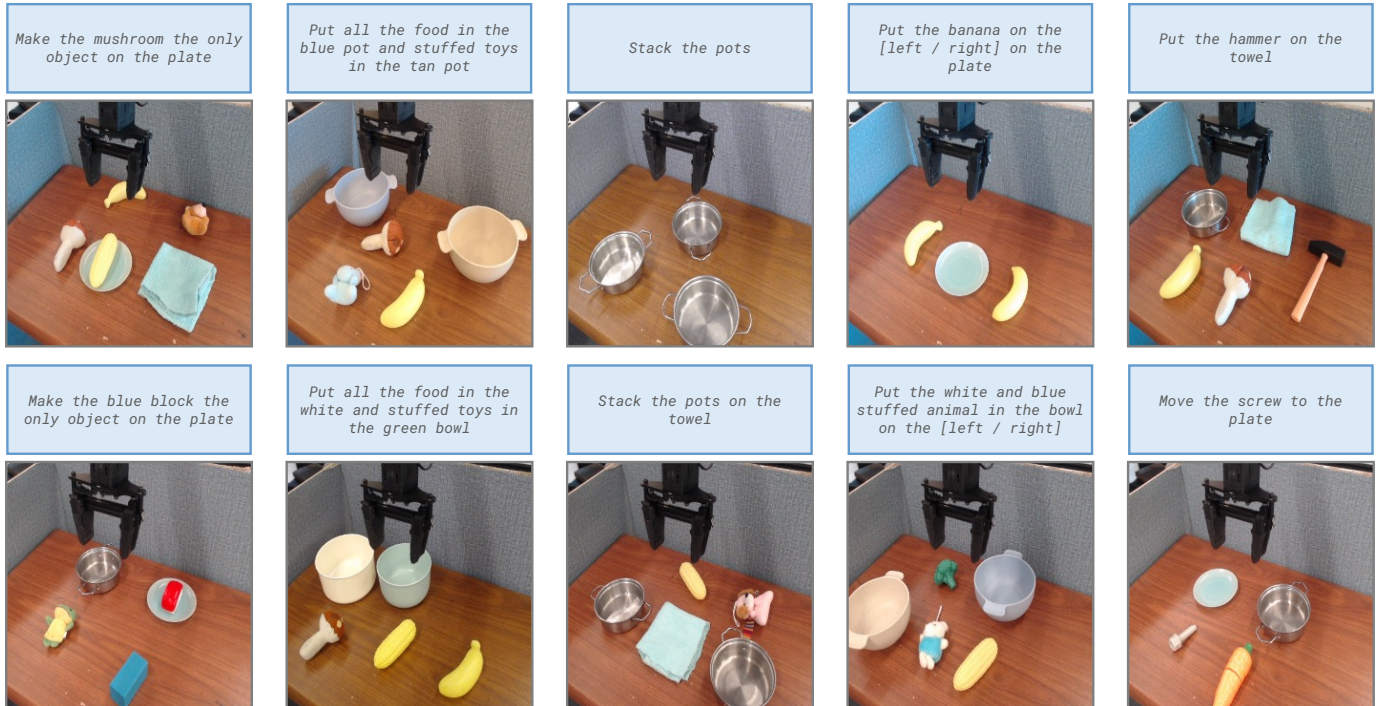 Make the mushroom the only
object on the plate
Put all the food in the
blue pot and stuffed toys
in the tan pot
Stack the pots
Put the banana on the
[left / right] on the
plate
Put the hammer on the
towel
Make the blue block the
only object on the plate
Put all the food in the
white and stuffed toys in
the green bowl
Stack the pots on the
towel
Put the white and blue
stuffed animal in the bowl
on the [left / right]
Move the screw to the
plate